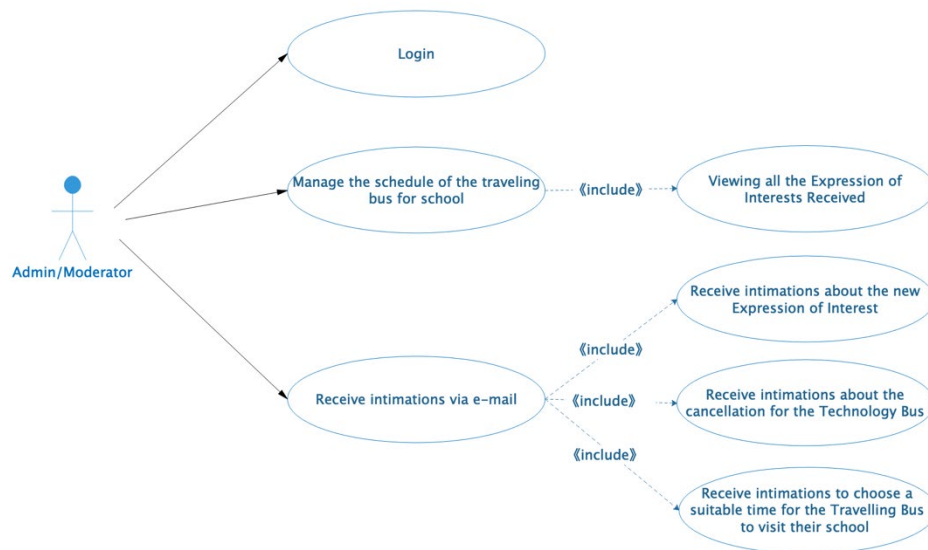 Login
Manage the schedule of the traveling
bus for school
《include》
Viewing all the Expression of
Interests Received
Admin/Moderator
Receive intimations about the new
Expression of Interest
《include》
Receive intimations via e-mail
《include》
Receive intimations about the
cancellation for the Technology Bus
《include》
Receive intimations to choose a
suitable time for the Travelling Bus
to visit their school